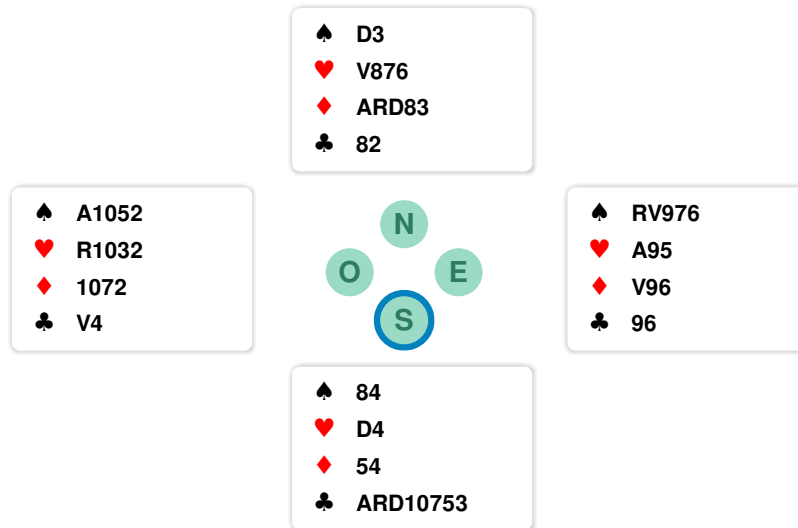 ♠ D3
♥ V876
♦ ARD83
♣ 82
♠ A1052
♥ R1032
♦ 1072
♣ V4
N
O E
S
♠ RV976
♥ A95
♦ V96
♣ 96
♠ 84
♥ D4
♦ 54
♣ ARD10753